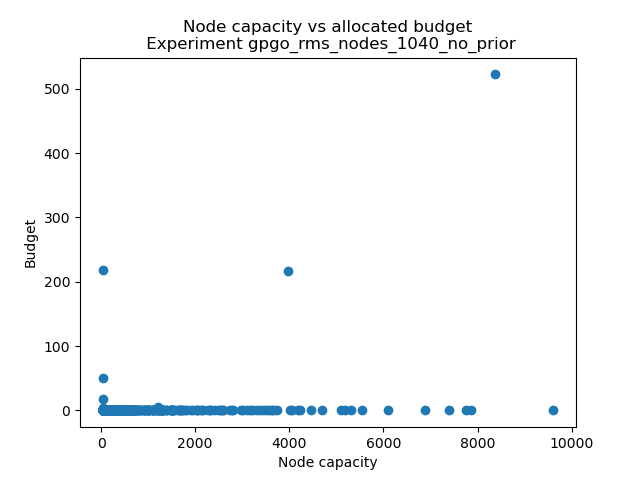 Node capacity vs allocated budget
Experiment gpgo_rms_nodes_1040_no_prior
500
400
300
200
100
0
Budget
0 2000 4000 6000 8000 10000
Node capacity